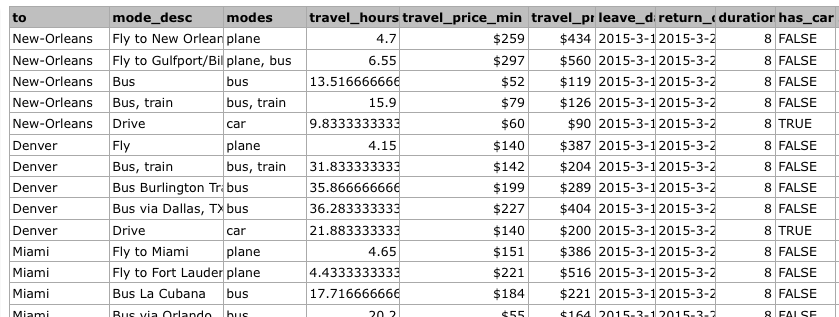 to mode_desc modes travel_hours travel_price_min travel_pr leave_da return_d duration has_car
New-Orleans Fly to New Orlean plane 4.7 $259 $434 2015-3-1 2015-3-2 8 FALSE
New-Orleans Fly to Gulfport/Bil plane, bus 6.55 $297 $560 2015-3-1 2015-3-2 8 FALSE
New-Orleans Bus bus 13.516666666 $52 $119 2015-3-1 2015-3-2 8 FALSE
New-Orleans Bus, train bus, train 15.9 $79 $126 2015-3-1 2015-3-2 8 FALSE
New-Orleans Drive car 9.8333333333 $60 $90 2015-3-1 2015-3-2 8 TRUE
Denver Fly plane 4.15 $140 $387 2015-3-1 2015-3-2 8 FALSE
Denver Bus, train bus, train 31.833333333 $142 $204 2015-3-1 2015-3-2 8 FALSE
Denver Bus Burlington Tra bus 35.866666666 $199 $289 2015-3-1 2015-3-2 8 FALSE
Denver Bus via Dallas, TX bus 36.283333333 $227 $404 2015-3-1 2015-3-2 8 FALSE
Denver Drive car 21.883333333 $140 $200 2015-3-1 2015-3-2 8 TRUE
Miami Fly to Miami plane 4.65 $151 $386 2015-3-1 2015-3-2 8 FALSE
Miami Fly to Fort Lauder plane 4.4333333333 $221 $516 2015-3-1 2015-3-2 8 FALSE
Miami Bus La Cubana bus 17.716666666 $184 $221 2015-3-1 2015-3-2 8 FALSE
Miami Bus via Orlando bus 20.2 $55 $164 2015-3-1 2015-3-2 8 FALSE